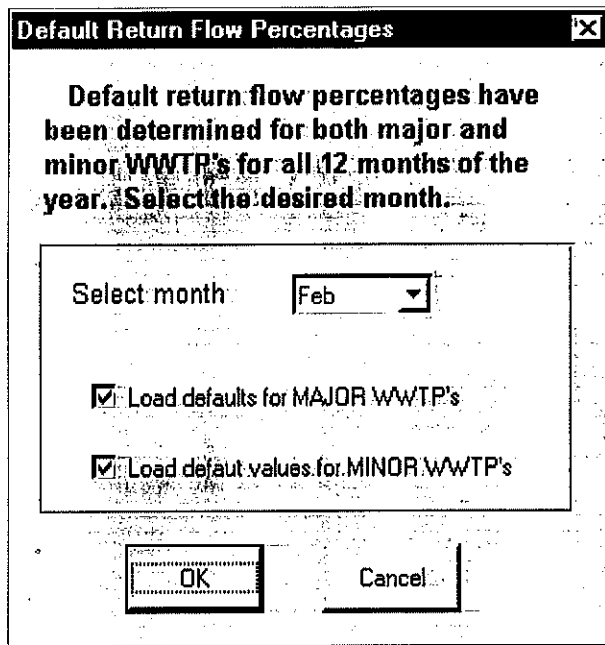 Default Return Flow Percentages
Default return flow percentages have
been determined for both major and
minor WWTP's for all 12 months of the
year. Select the desired month.
Select month Feb
Load defaults for MAJOR WWTP's
Load defaut values for MINOR WWTP's
OK Cancel